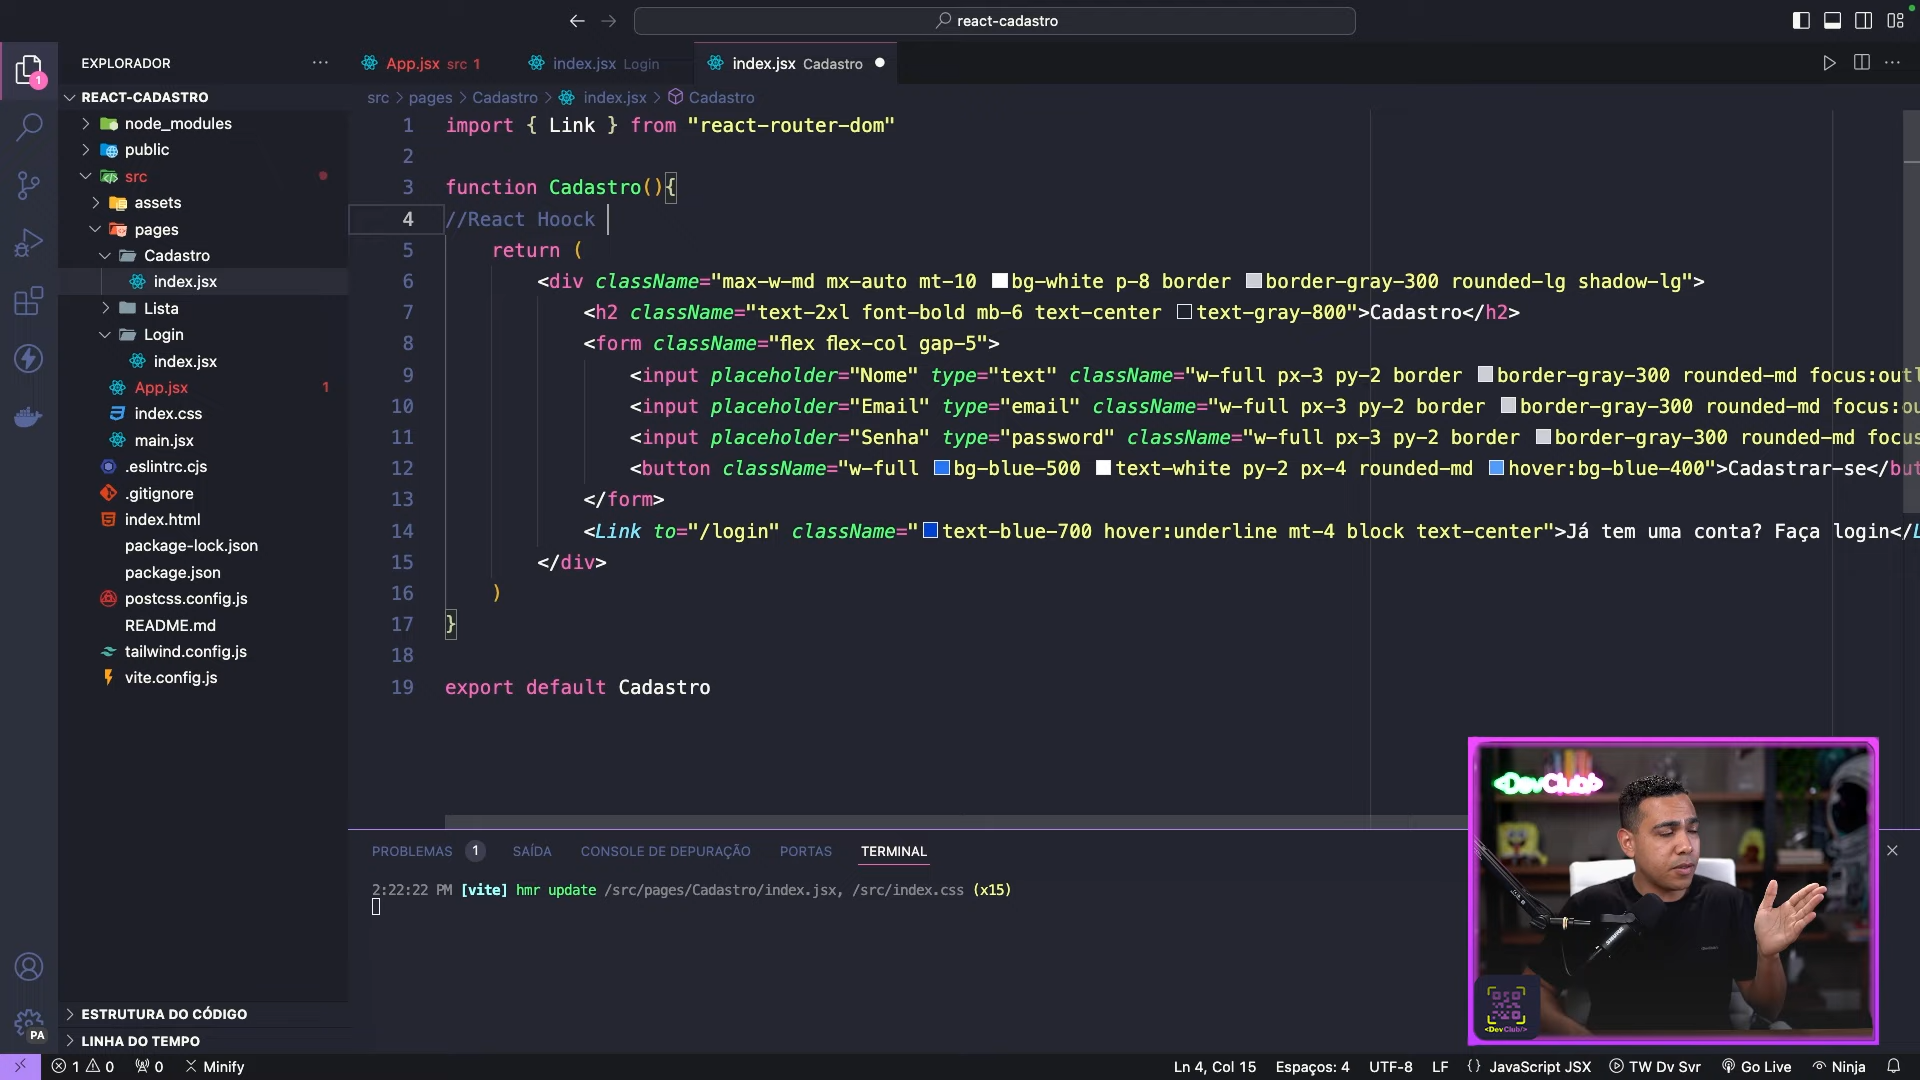 react-cadastro
EXPLORADOR
App.jsx src 1
index.jsx Login
index.jsx Cadastro
REACT-CADASTRO
src > pages > Cadastro > index.jsx > Cadastro
node_modules
public
src
assets
pages
Cadastro
index.jsx
Lista
Login
index.jsx
App.jsx 1
index.css
main.jsx
.eslintrc.cjs
.gitignore
index.html
package-lock.json
package.json
postcss.config.js
README.md
tailwind.config.js
vite.config.js
ESTRUTURA DO CÓDIGO
LINHA DO TEMPO
1
PA
1 import { Link } from "react-router-dom"
2
3 function Cadastro(){
4 //React Hoock
5 return (
6 <div className="max-w-md mx-auto mt-10 bg-white p-8 border border-gray-300 rounded-lg shadow-lg">
7 <h2 className="text-2xl font-bold mb-6 text-center text-gray-800">Cadastro</h2>
8 <form className="flex flex-col gap-5">
9 <input placeholder="Nome" type="text" className="w-full px-3 py-2 border border-gray-300 rounded-md focus:outl
10 <input placeholder="Email" type="email" className="w-full px-3 py-2 border border-gray-300 rounded-md focus:ou
11 <input placeholder="Senha" type="password" className="w-full px-3 py-2 border border-gray-300 rounded-md focus
12 <button className="w-full bg-blue-500 text-white py-2 px-4 rounded-md hover:bg-blue-400">Cadastrar-se</but
13 </form>
14 <Link to="/login" className="text-blue-700 hover:underline mt-4 block text-center">Já tem uma conta? Faça login</L
15 </div>
16 )
17 }
18
19 export default Cadastro
PROBLEMAS 1 SAÍDA CONSOLE DE DEPURAÇÃO PORTAS TERMINAL
2:22:22 PM [vite] hmr update /src/pages/Cadastro/index.jsx, /src/index.css (x15)
<DevClub/>
<DevClub/>
1 0 0 Minify
Ln 4, Col 15 Espaços: 4 UTF-8 LF {} JavaScript JSX TW Dv Svr Go Live Ninja